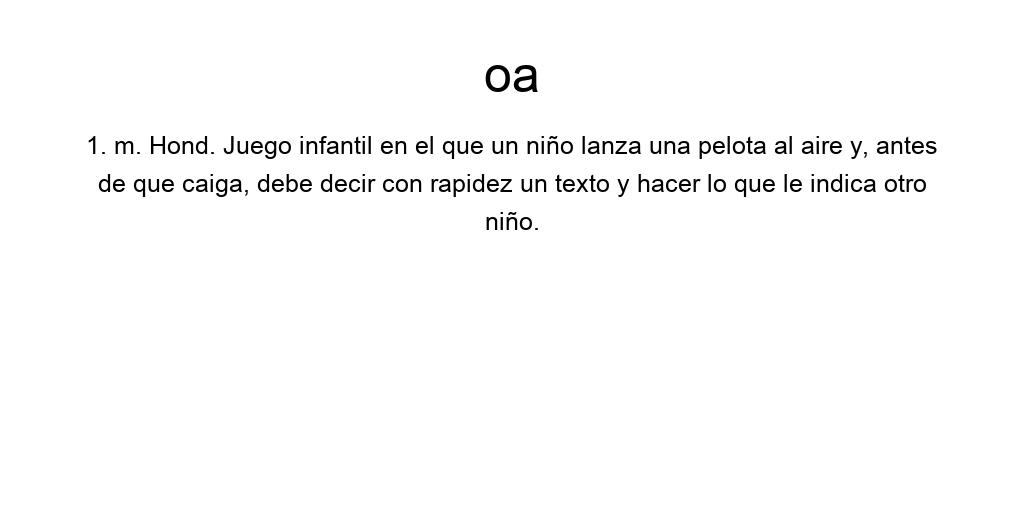 oa
1. m. Hond. Juego infantil en el que un niño lanza una pelota al aire y, antes
de que caiga, debe decir con rapidez un texto y hacer lo que le indica otro
niño.